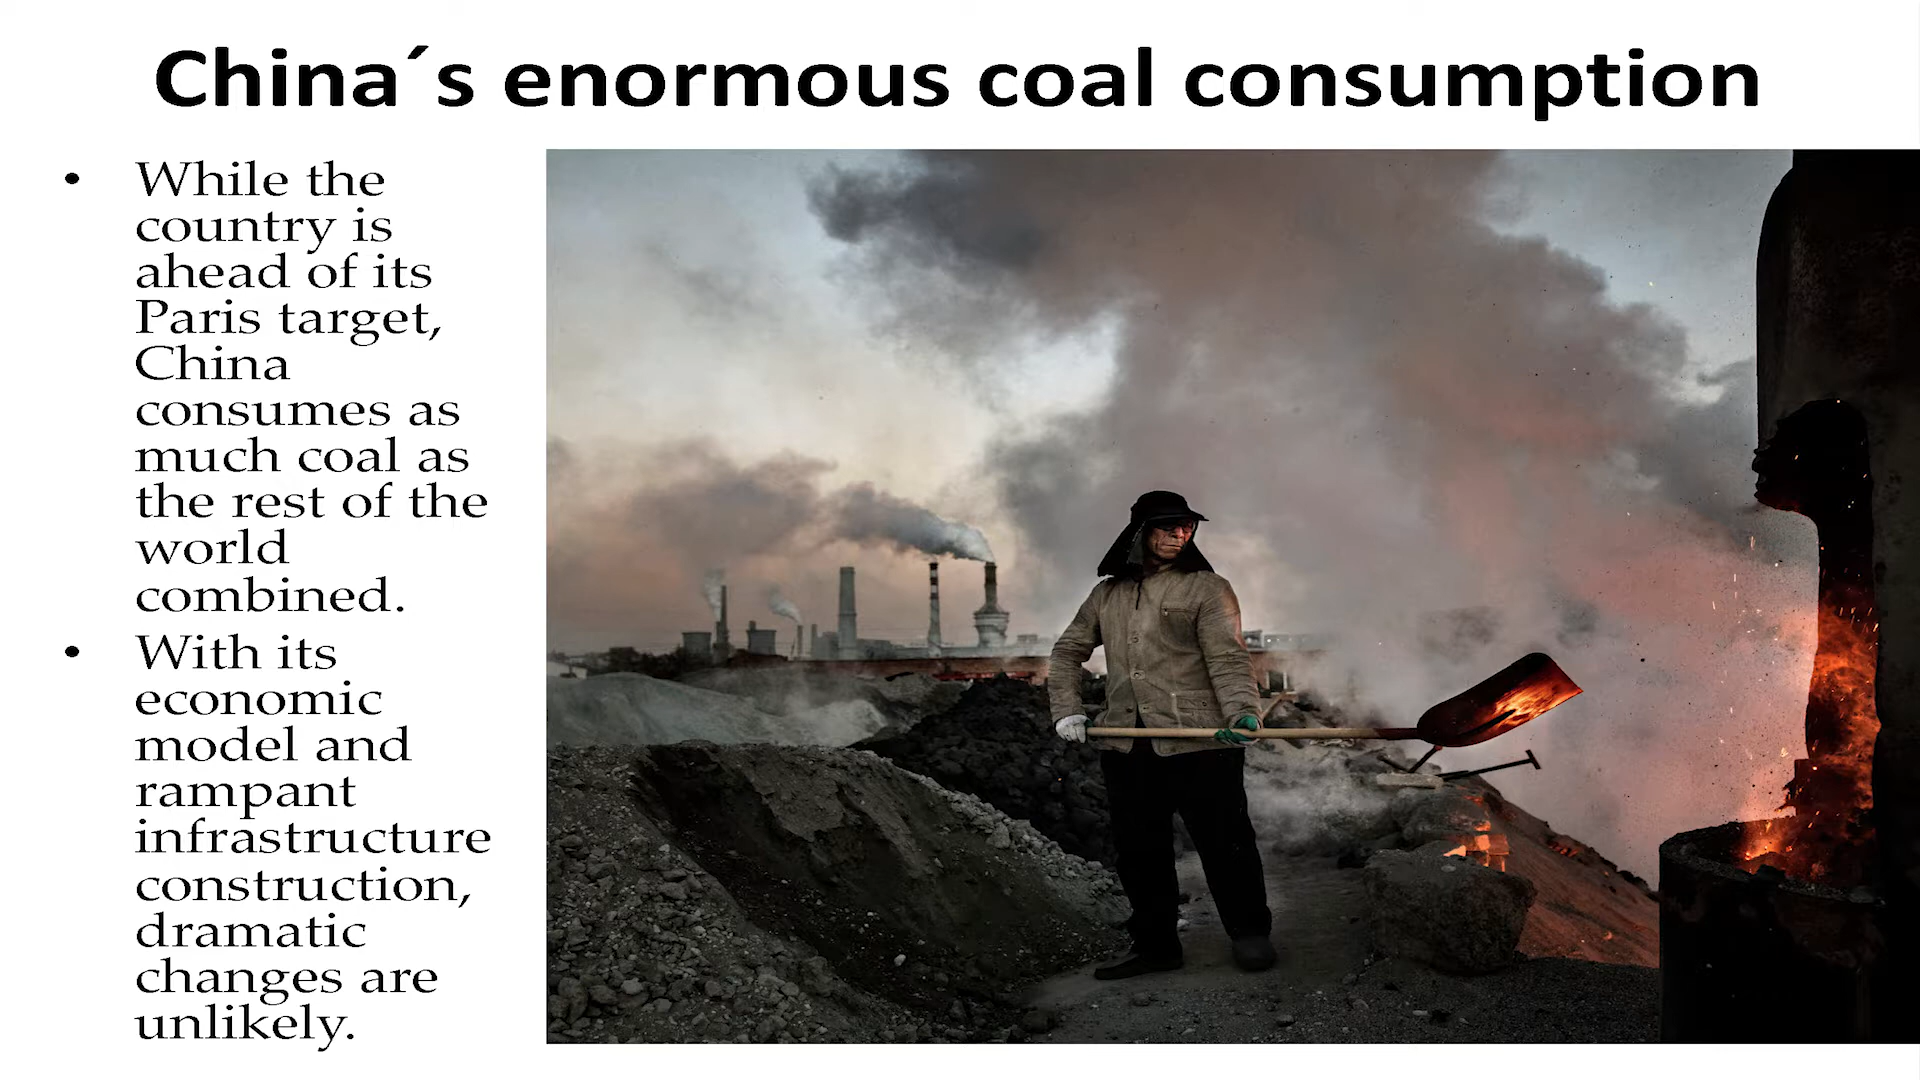 China´s enormous coal consumption
• While the
country is
ahead of its
Paris target,
China
consumes as
much coal as
the rest of the
world
combined.
• With its
economic
model and
rampant
infrastructure
construction,
dramatic
changes are
unlikely.